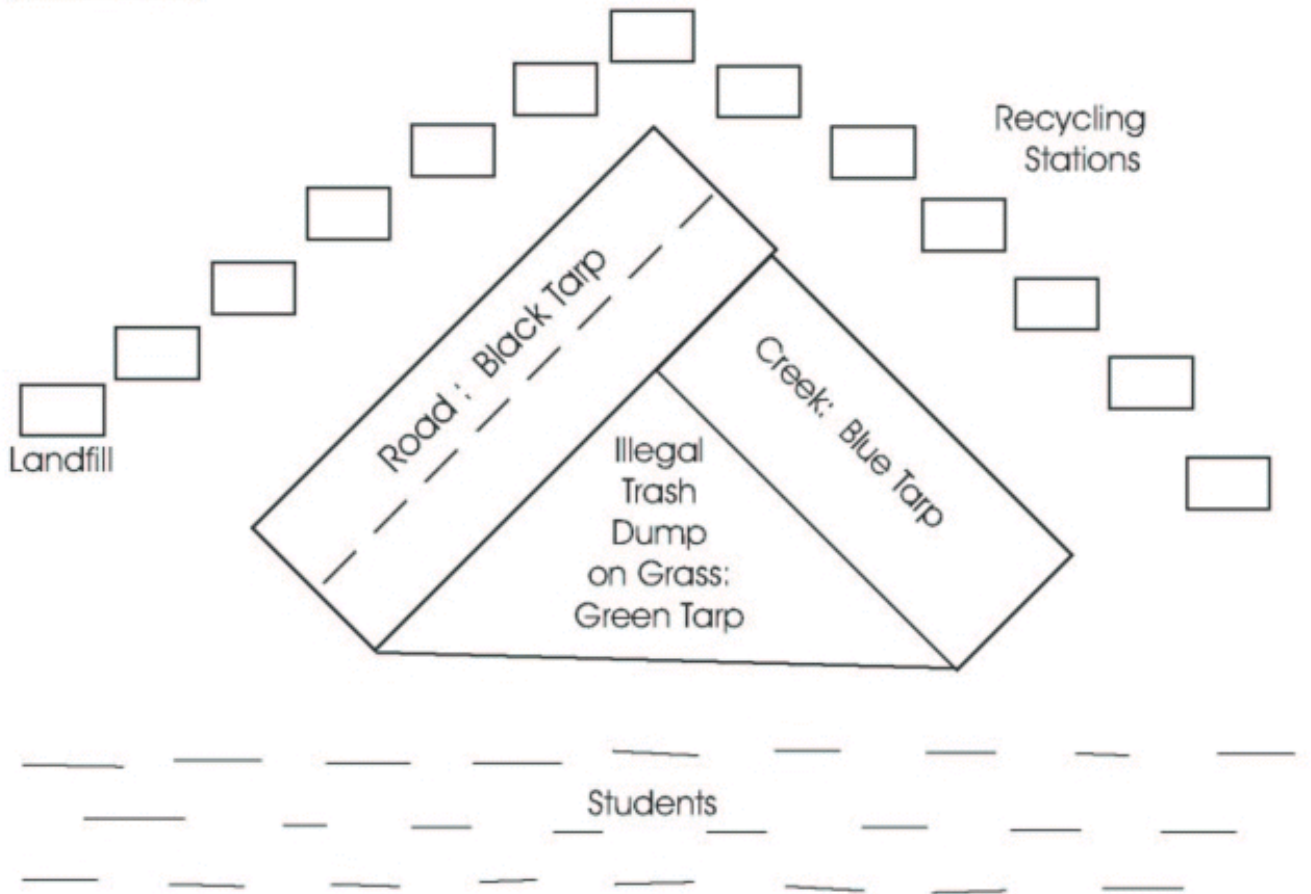 Recycling
Stations
Road : Black Tarp
Creek: Blue Tarp
Landfill
Illegal
Trash
Dump
on Grass:
Green Tarp
Students